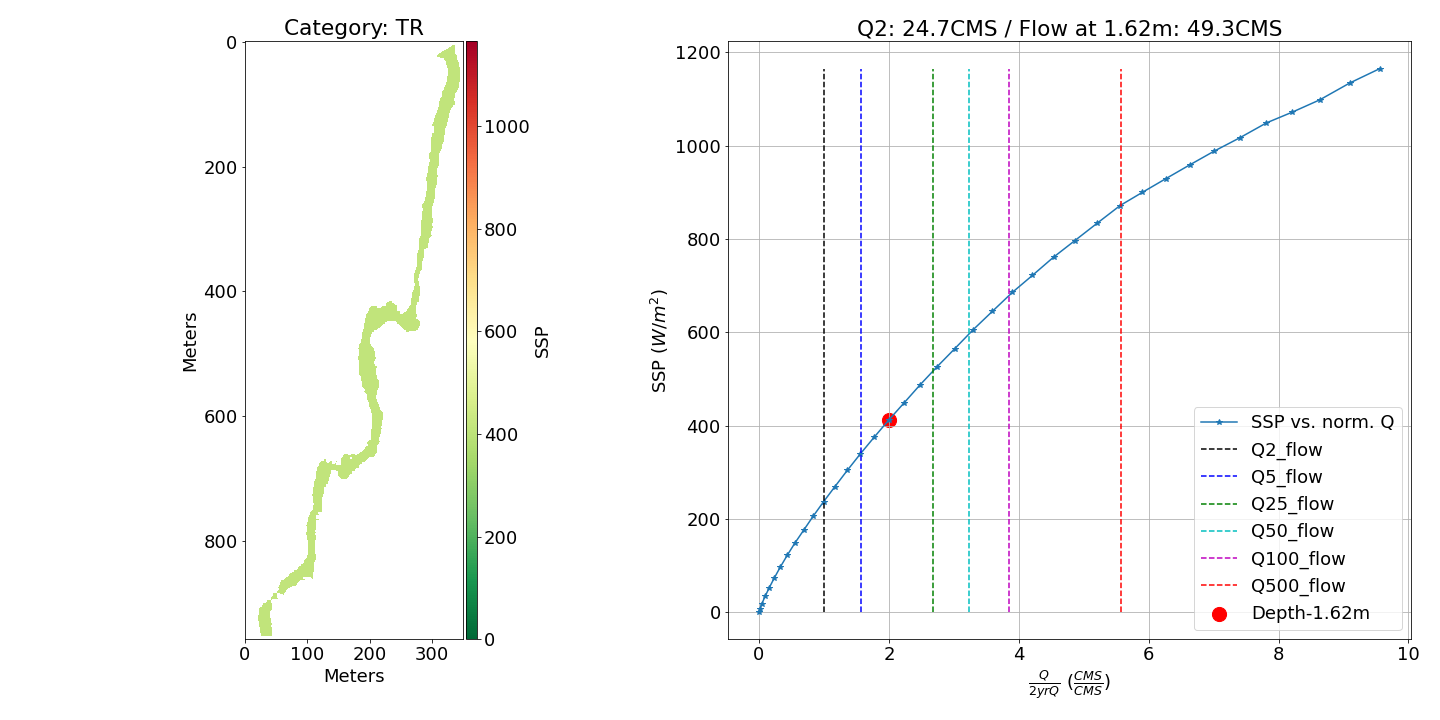 Category: TR
0
200
400
600
800
Meters
0
100
200
300
Meters
1000
800
600
400
200
0
SSP
Q2: 24.7CMS / Flow at 1.62m: 49.3CMS
1200
1000
800
600
400
200
0
SSP (W/m²)
0
2
4
6
8
10
Q/2yrQ (CMS/CMS)
SSP vs. norm. Q
Q2_flow
Q5_flow
Q25_flow
Q50_flow
Q100_flow
Q500_flow
Depth-1.62m